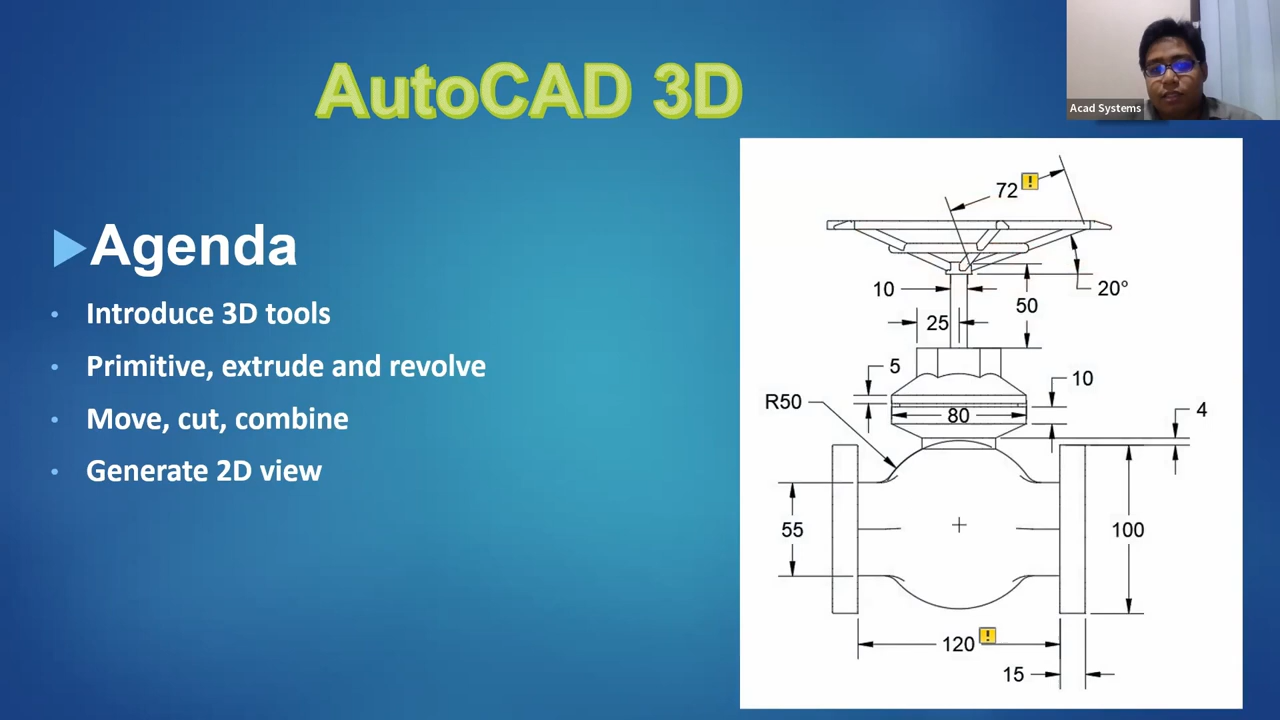 AutoCAD 3D
Acad Systems
Agenda
• Introduce 3D tools
• Primitive, extrude and revolve
• Move, cut, combine
• Generate 2D view
72 !
10
20°
50
25
5
10
R50
80
4
55
100
120 !
15